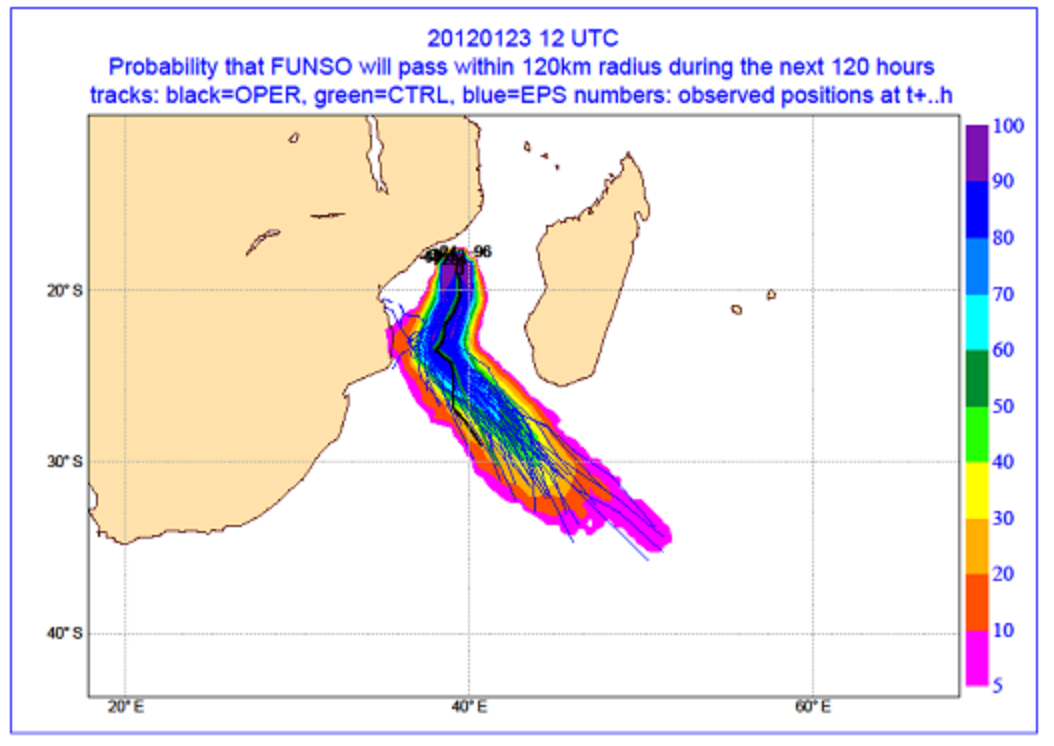 20120123 12 UTC
Probability that FUNSO will pass within 120km radius during the next 120 hours
tracks: black=OPER, green=CTRL, blue=EPS numbers: observed positions at t+..h
100
90
80
70
60
50
40
30
20
10
5
-96
20°S
30°S
40°S
20°E
40°E
60°E